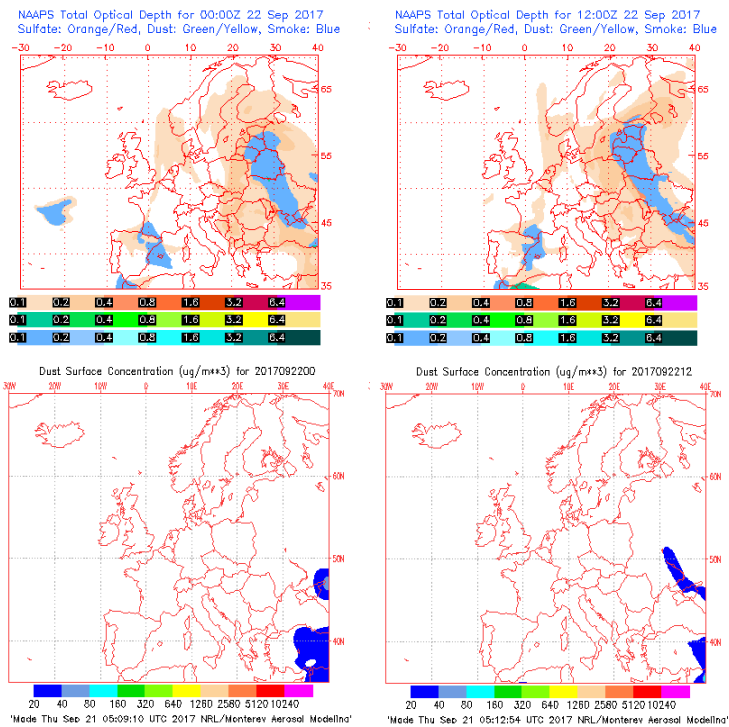 NAAPS Total Optical Depth for 00:00Z 22 Sep 2017
Sulfate: Orange/Red, Dust: Green/Yellow, Smoke: Blue
-30 -20 -10 0 10 20 30 40
65
55
45
35
0.1 0.2 0.4 0.8 1.6 3.2 6.4
0.1 0.2 0.4 0.8 1.6 3.2 6.4
0.1 0.2 0.4 0.8 1.6 3.2 6.4
NAAPS Total Optical Depth for 12:00Z 22 Sep 2017
Sulfate: Orange/Red, Dust: Green/Yellow, Smoke: Blue
-30 -20 -10 0 10 20 30 40
65
55
45
35
0.1 0.2 0.4 0.8 1.6 3.2 6.4
0.1 0.2 0.4 0.8 1.6 3.2 6.4
0.1 0.2 0.4 0.8 1.6 3.2 6.4
Dust Surface Concentration (ug/m**3) for 2017092200
70N
60N
50N
40N
30W 20W 10W 0 10E 20E 30E 40E
20 40 80 160 320 640 1280 2580 5120 10240
'Made Thu Sep 21 05:09:10 UTC 2017 NRL/Monterey Aerosol Modelling'
Dust Surface Concentration (ug/m**3) for 2017092212
70N
60N
50N
40N
30W 20W 10W 0 10E 20E 30E 40E
20 40 80 160 320 640 1280 2580 5120 10240
'Made Thu Sep 21 05:12:54 UTC 2017 NRL/Monterey Aerosol Modelling'